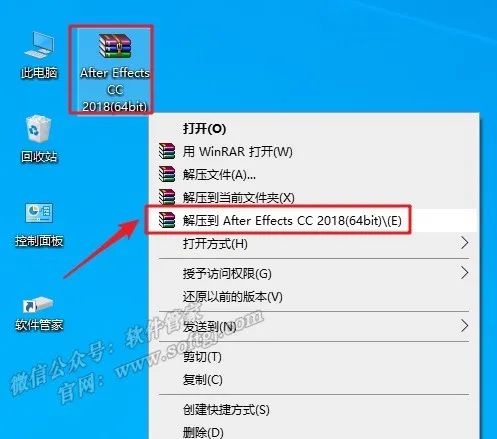 此电脑
After Effects
CC
2018(64bit)
回收站
控制面板
软件管家
打开(O)
用 WinRAR 打开(W)
解压文件(A)...
解压到当前文件夹(X)
解压到 After Effects CC 2018(64bit)\(E)
打开方式(H)
授予访问权限(G)
还原以前的版本(V)
发送到(N)
剪切(T)
复制(C)
创建快捷方式(S)
删除(D)
微信公众号：软件管家
官网：www.softgj.com